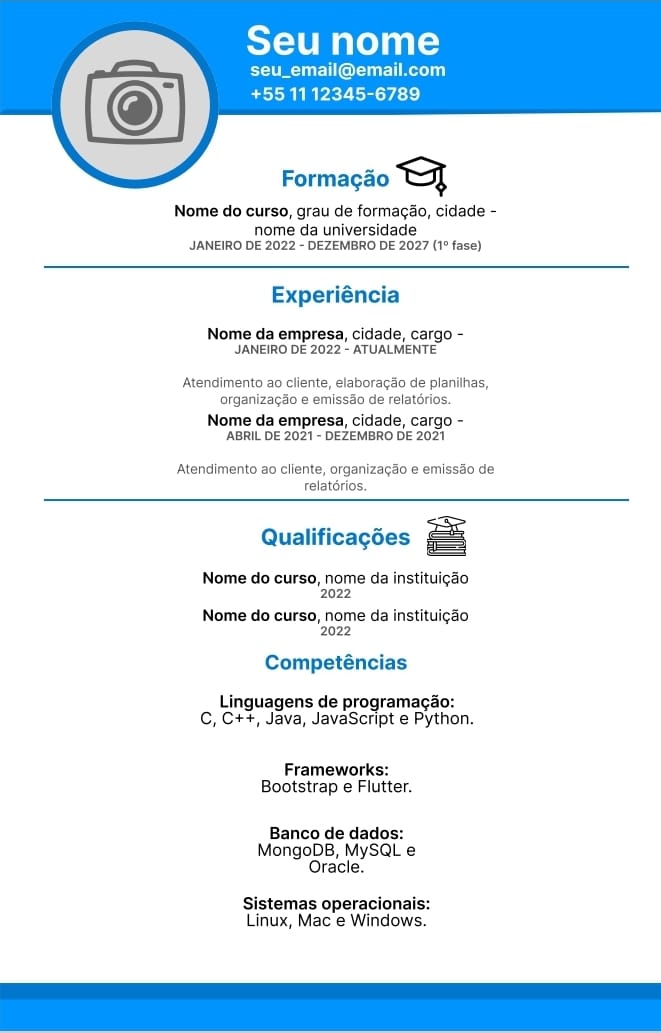 Seu nome
seu_email@email.com
+55 11 12345-6789
Formação
Nome do curso, grau de formação, cidade -
nome da universidade
JANEIRO DE 2022 - DEZEMBRO DE 2027 (1º fase)
Experiência
Nome da empresa, cidade, cargo -
JANEIRO DE 2022 - ATUALMENTE
Atendimento ao cliente, elaboração de planilhas,
organização e emissão de relatórios.
Nome da empresa, cidade, cargo -
ABRIL DE 2021 - DEZEMBRO DE 2021
Atendimento ao cliente, organização e emissão de
relatórios.
Qualificações
Nome do curso, nome da instituição
2022
Nome do curso, nome da instituição
2022
Competências
Linguagens de programação:
C, C++, Java, JavaScript e Python.
Frameworks:
Bootstrap e Flutter.
Banco de dados:
MongoDB, MySQL e
Oracle.
Sistemas operacionais:
Linux, Mac e Windows.